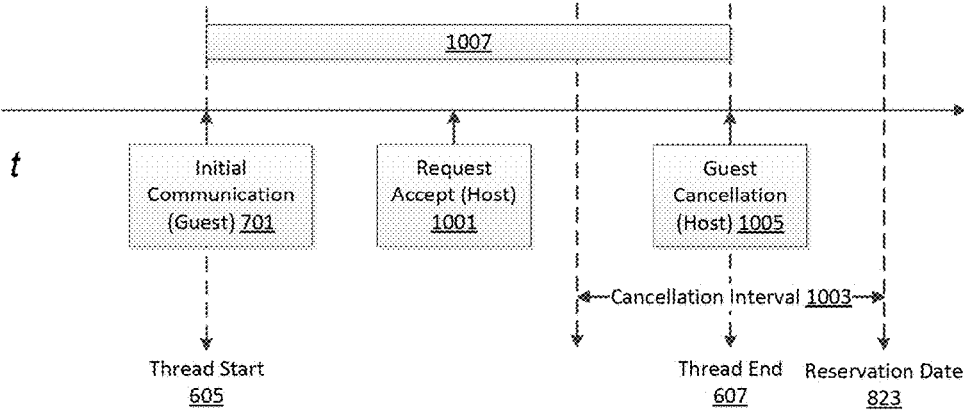 1007
t
Initial
Communication
(Guest) 701
Request
Accept (Host)
1001
Guest
Cancellation
(Host) 1005
Cancellation Interval 1003
Thread Start
605
Thread End
607
Reservation Date
823